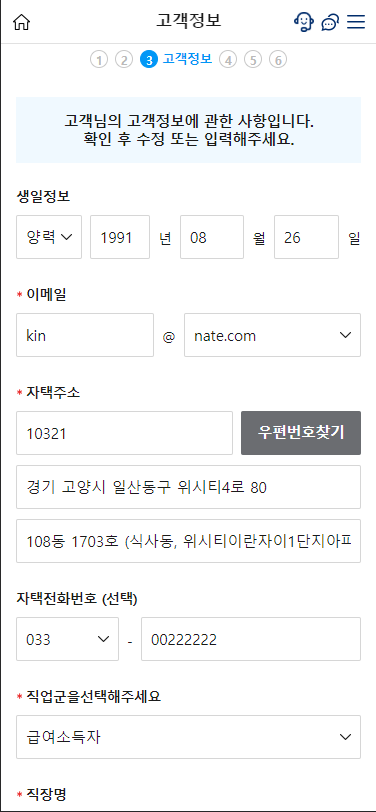 고객정보
1 2 3 고객정보 4 5 6
고객님의 고객정보에 관한 사항입니다.
확인 후 수정 또는 입력해주세요.
생일정보
양력 1991 년 08 월 26 일
* 이메일
kin @ nate.com
* 자택주소
10321 우편번호찾기
경기 고양시 일산동구 위시티4로 80
108동 1703호 (식사동, 위시티이란자이1단지아파
자택전화번호 (선택)
033 - 00222222
* 직업군을선택해주세요
급여소득자
* 직장명